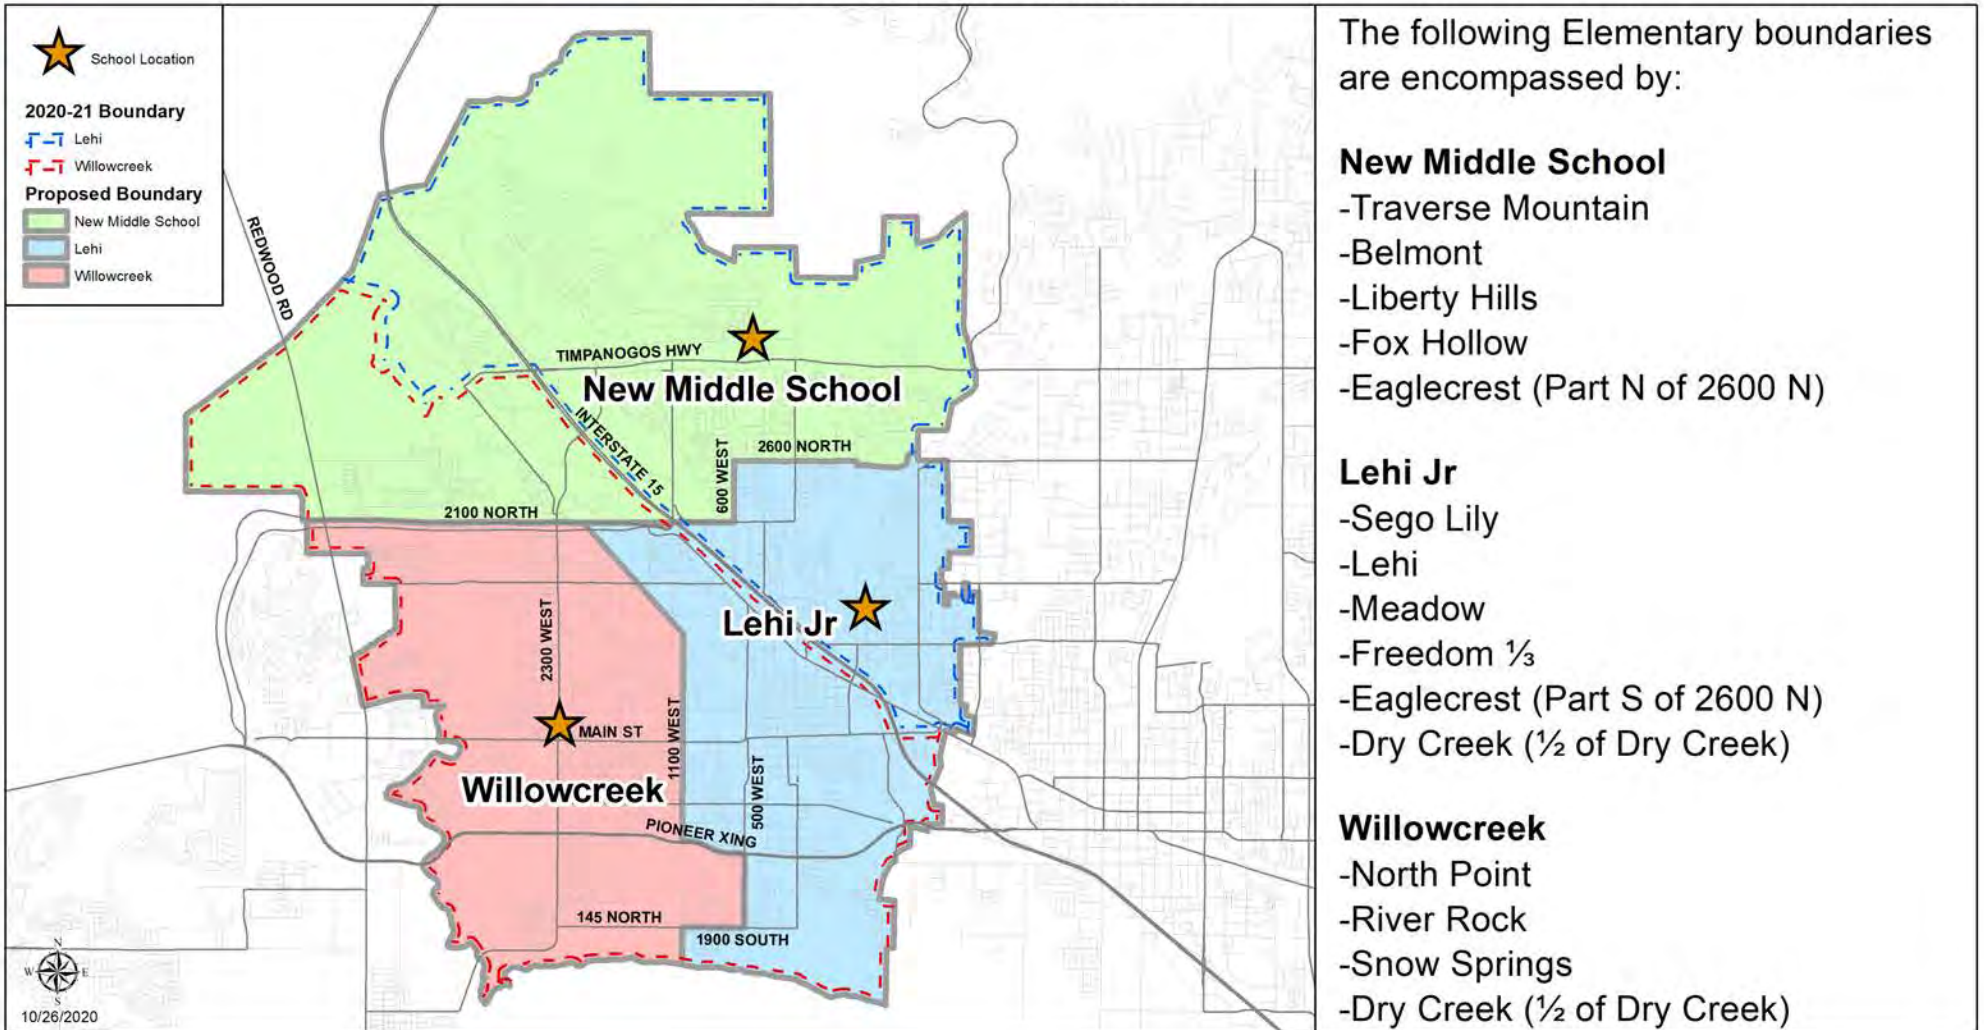 School Location
2020-21 Boundary
Lehi
Willowcreek
Proposed Boundary
New Middle School
Lehi
Willowcreek
REDWOOD RD
TIMPANOGOS HWY
New Middle School
INTERSTATE 15
600 WEST
2600 NORTH
2100 NORTH
2300 WEST
Lehi Jr
MAIN ST
1100 WEST
Willowcreek
500 WEST
PIONEER XING
145 NORTH
1900 SOUTH
N
W E
S
10/26/2020
The following Elementary boundaries
are encompassed by:
New Middle School
-Traverse Mountain
-Belmont
-Liberty Hills
-Fox Hollow
-Eaglecrest (Part N of 2600 N)
Lehi Jr
-Sego Lily
-Lehi
-Meadow
-Freedom ⅓
-Eaglecrest (Part S of 2600 N)
-Dry Creek (½ of Dry Creek)
Willowcreek
-North Point
-River Rock
-Snow Springs
-Dry Creek (½ of Dry Creek)